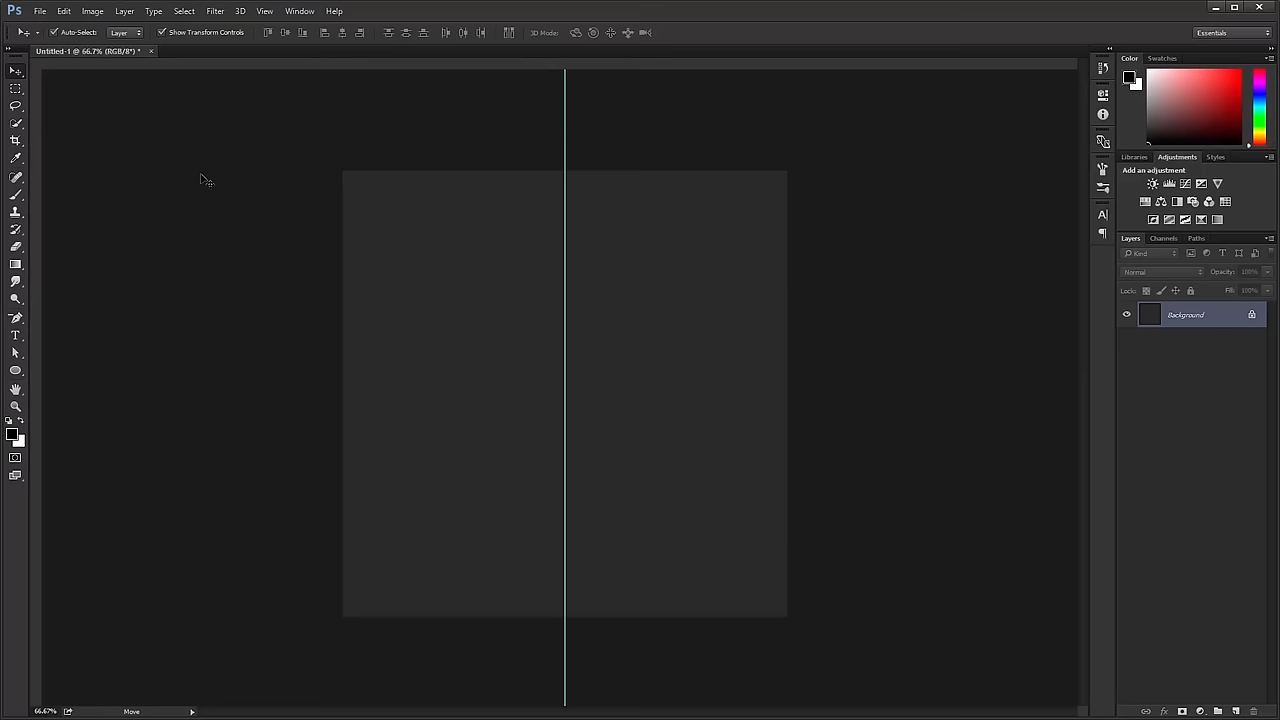 Ps File Edit Image Layer Type Select Filter 3D View Window Help
Auto-Select: Layer Show Transform Controls 3D Mode: Essentials
Untitled-1 @ 66.7% (RGB/8*) * ×
Color Swatches
Libraries Adjustments Styles
Add an adjustment
Layers Channels Paths
Kind
Normal Opacity: 100%
Lock: Fill: 100%
Background
66.67% Move